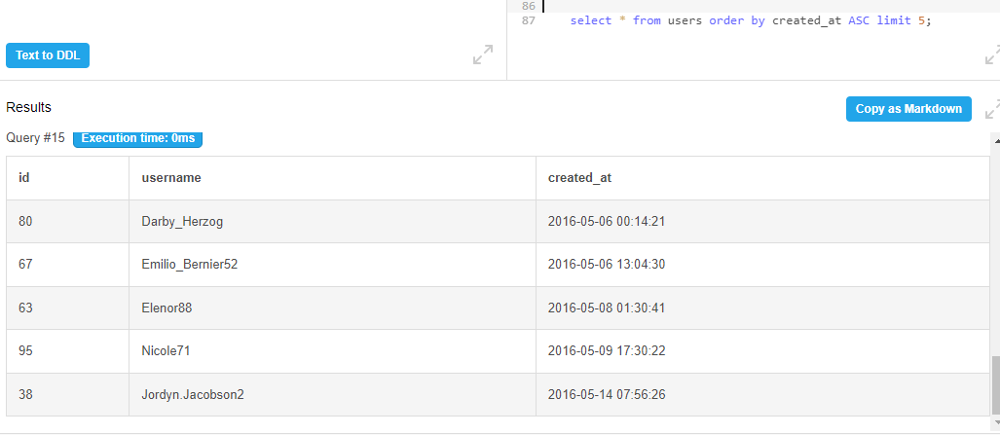 86
87 select * from users order by created_at ASC limit 5;
Text to DDL
Results
Copy as Markdown
Query #15 Execution time: 0ms
id username created_at
80 Darby_Herzog 2016-05-06 00:14:21
67 Emilio_Bernier52 2016-05-06 13:04:30
63 Elenor88 2016-05-08 01:30:41
95 Nicole71 2016-05-09 17:30:22
38 Jordyn.Jacobson2 2016-05-14 07:56:26